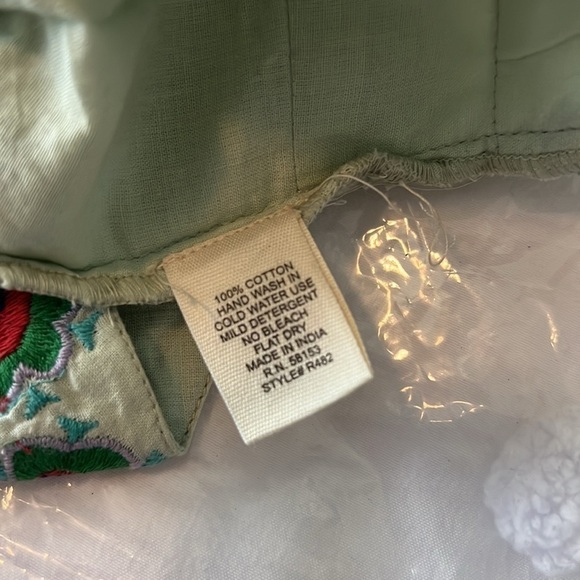 100% COTTON
HAND WASH IN
COLD WATER USE
MILD DETERGENT
NO BLEACH
FLAT DRY
MADE IN INDIA
R.N. 58153
STYLE# R482